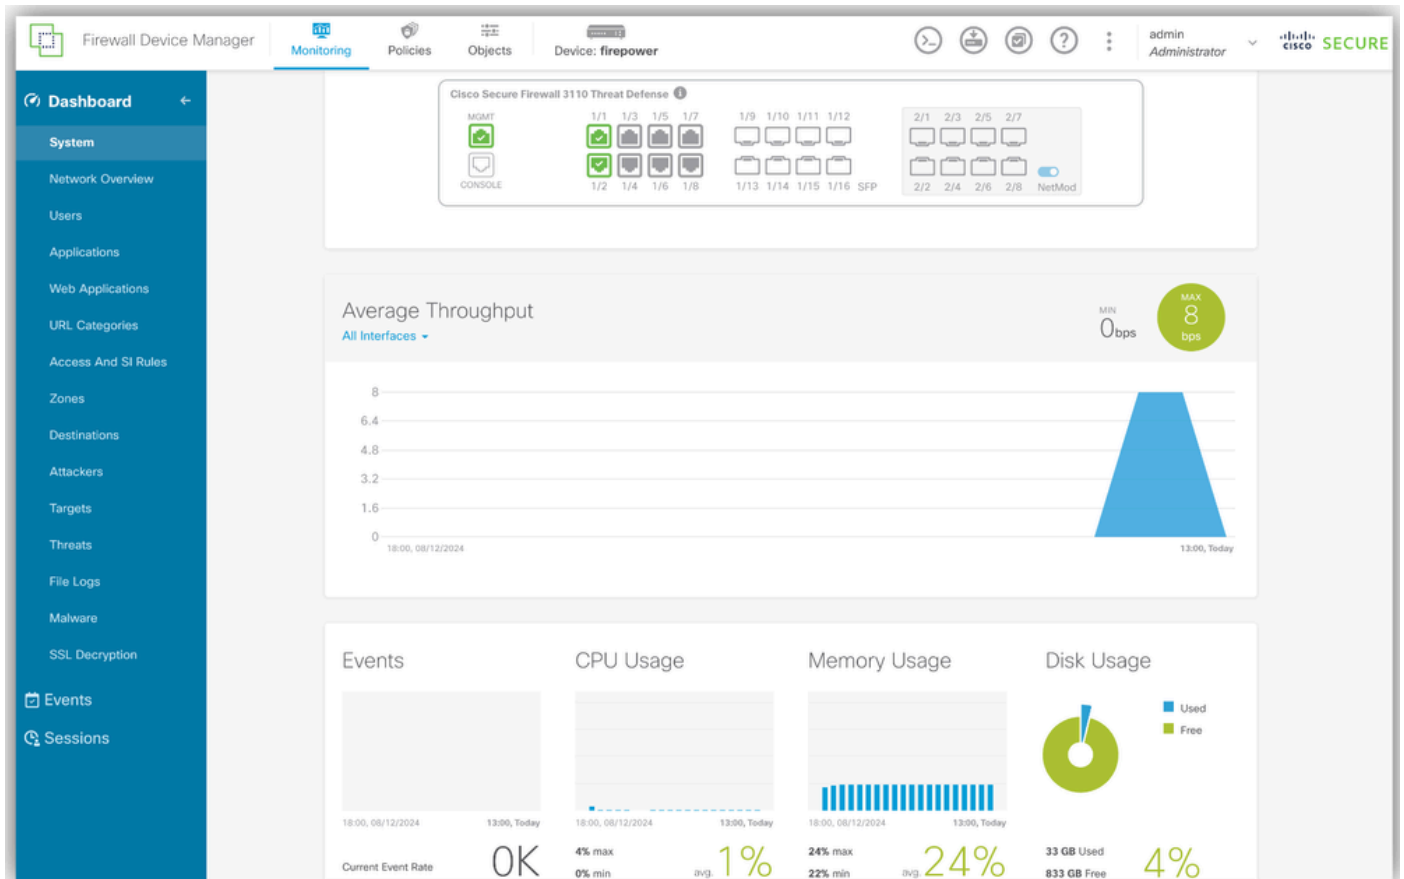 Firewall Device Manager
Monitoring
Policies
Objects
Device: firepower
admin
Administrator
cisco SECURE
Dashboard
System
Network Overview
Users
Applications
Web Applications
URL Categories
Access And SI Rules
Zones
Destinations
Attackers
Targets
Threats
File Logs
Malware
SSL Decryption
Events
Sessions
Cisco Secure Firewall 3110 Threat Defense
MGMT
CONSOLE
1/1 1/3 1/5 1/7
1/2 1/4 1/6 1/8
1/9 1/10 1/11 1/12
1/13 1/14 1/15 1/16 SFP
2/1 2/3 2/5 2/7
2/2 2/4 2/6 2/8 NetMod
Average Throughput
All Interfaces
MIN
0bps
MAX
8
bps
8
6.4
4.8
3.2
1.6
0
18:00, 08/12/2024
13:00, Today
Events
18:00, 08/12/2024 13:00, Today
Current Event Rate 0K
CPU Usage
18:00, 08/12/2024 13:00, Today
4% max
0% min
avg. 1%
Memory Usage
18:00, 08/12/2024 13:00, Today
24% max
22% min
avg. 24%
Disk Usage
Used
Free
33 GB Used
833 GB Free
4%